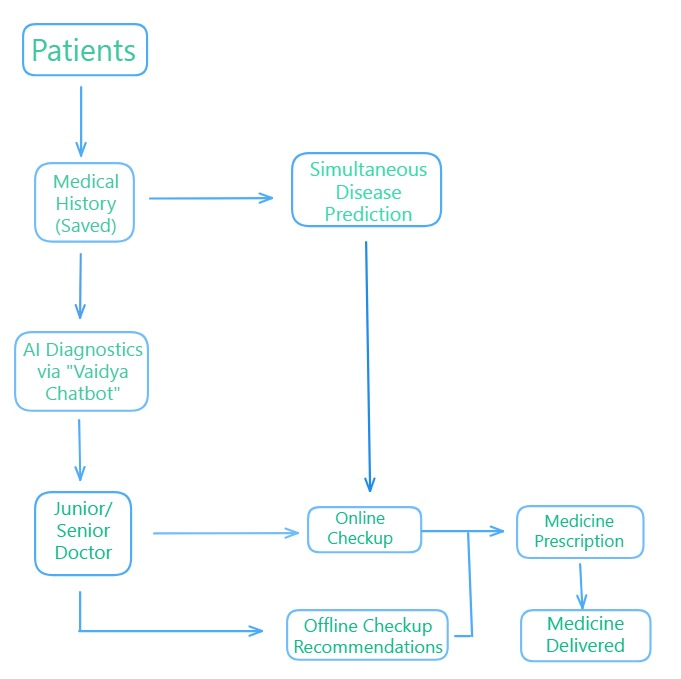 Patients
Medical
History
(Saved)
Simultaneous
Disease
Prediction
AI Diagnostics
via "Vaidya
Chatbot"
Junior/
Senior
Doctor
Online
Checkup
Medicine
Prescription
Offline Checkup
Recommendations
Medicine
Delivered